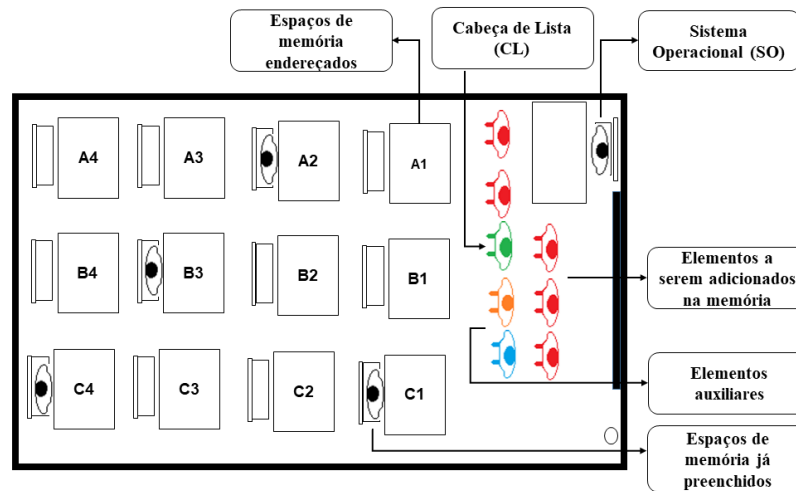 Espaços de
memória
endereçados
Cabeça de Lista
(CL)
Sistema
Operacional (SO)
A4
A3
A2
A1
B4
B3
B2
B1
Elementos a
serem adicionados
na memória
C4
C3
C2
C1
Elementos
auxiliares
Espaços de
memória já
preenchidos